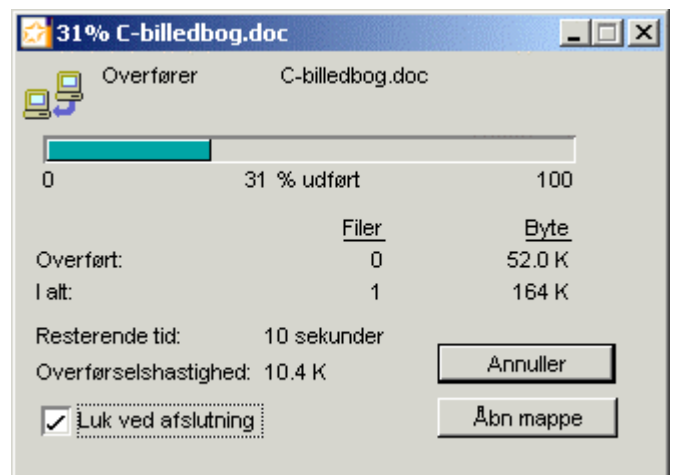 31% C-billedbog.doc
Overfører C-billedbog.doc
0 31 % udført 100
Filer Byte
Overført: 0 52.0 K
I alt: 1 164 K
Resterende tid: 10 sekunder
Overførselshastighed: 10.4 K
Annuller
Luk ved afslutning
Åbn mappe